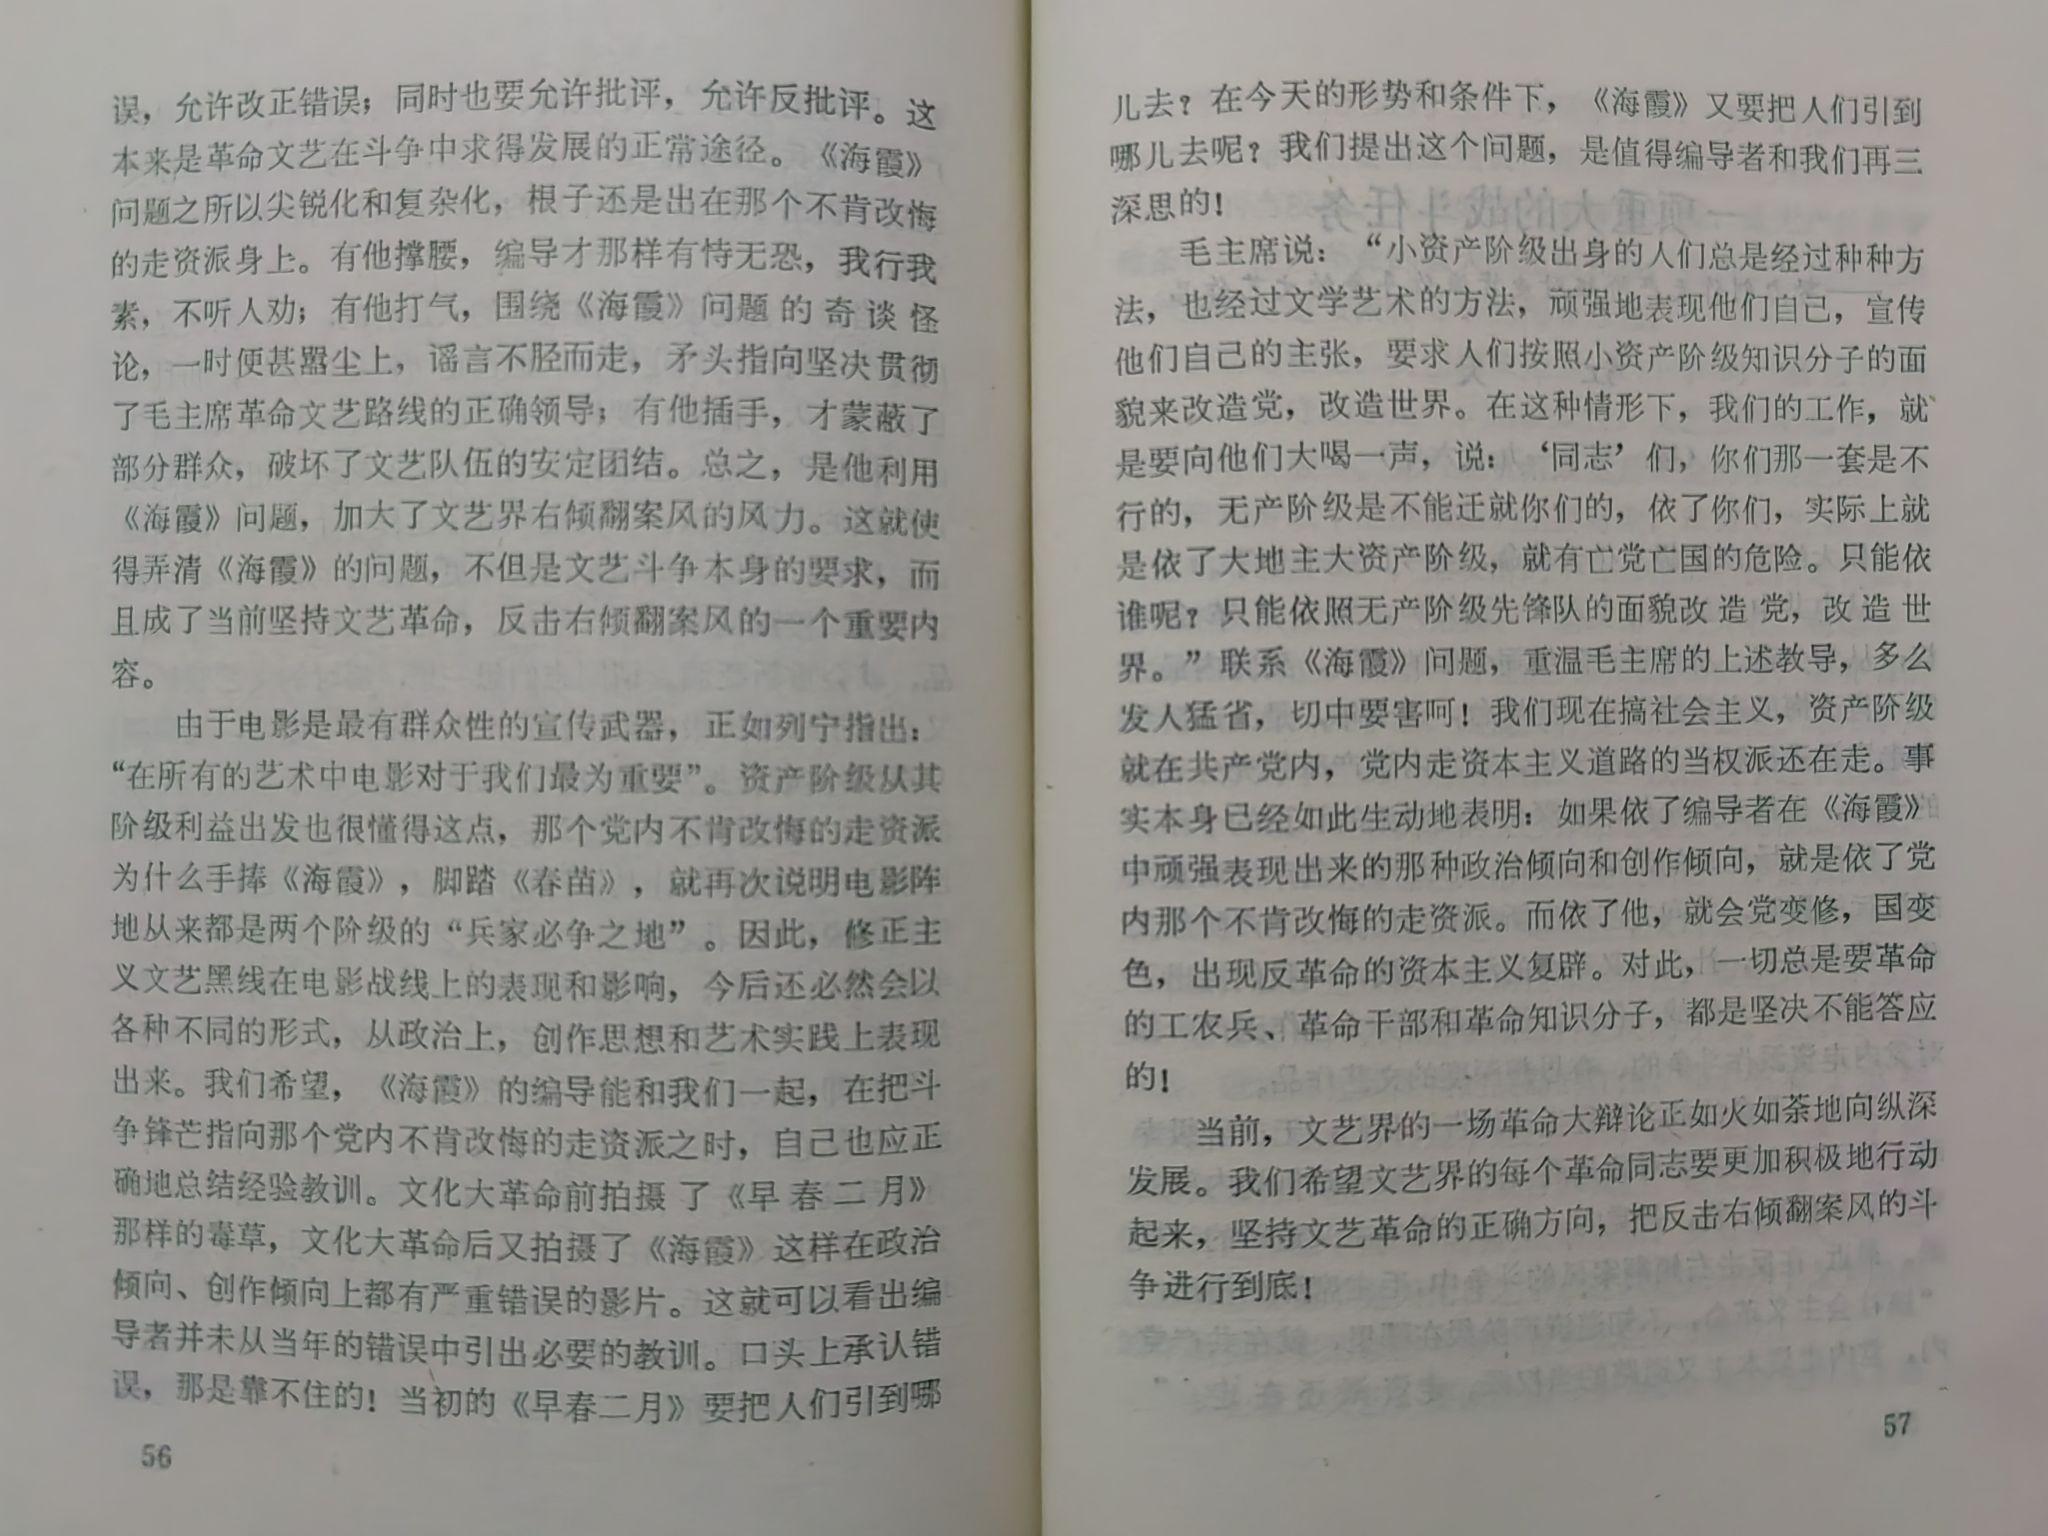 误，允许改正错误；同时也要允许批评，允许反批评。这
本来是革命文艺在斗争中求得发展的正常途径。《海霞》
问题之所以尖锐化和复杂化，根子还是出在那个不肯改悔
的走资派身上。有他撑腰，编导才那样有恃无恐，我行我
素，不听人劝；有他打气，围绕《海霞》问题的奇谈怪
论，一时便甚嚣尘上，谣言不胫而走，矛头指向坚决贯彻
了毛主席革命文艺路线的正确领导；有他插手，才蒙蔽了
部分群众，破坏了文艺队伍的安定团结。总之，是他利用
《海霞》问题，加大了文艺界右倾翻案风的风力。这就使
得弄清《海霞》的问题，不但是文艺斗争本身的要求，而
且成了当前坚持文艺革命，反击右倾翻案风的一个重要内
容。
由于电影是最有群众性的宣传武器，正如列宁指出：
“在所有的艺术中电影对于我们最为重要”。资产阶级从其
阶级利益出发也很懂得这点，那个党内不肯改悔的走资派
为什么手捧《海霞》，脚踏《春苗》，就再次说明电影阵
地从来都是两个阶级的“兵家必争之地”。因此，修正主
义文艺黑线在电影战线上的表现和影响，今后还必然会以
各种不同的形式，从政治上，创作思想和艺术实践上表现
出来。我们希望，《海霞》的编导能和我们一起，在把斗
争锋芒指向那个党内不肯改悔的走资派之时，自己也应正
确地总结经验教训。文化大革命前拍摄了《早春二月》
那样的毒草，文化大革命后又拍摄了《海霞》这样在政治
倾向、创作倾向上都有严重错误的影片。这就可以看出编
导者并未从当年的错误中引出必要的教训。口头上承认错
误，那是靠不住的！当初的《早春二月》要把人们引到哪
56
儿去？在今天的形势和条件下，《海霞》又要把人们引到
哪儿去呢？我们提出这个问题，是值得编导者和我们再三
深思的！
毛主席说：“小资产阶级出身的人们总是经过种种方
法，也经过文学艺术的方法，顽强地表现他们自己，宣传
他们自己的主张，要求人们按照小资产阶级知识分子的面
貌来改造党，改造世界。在这种情形下，我们的工作，就
是要向他们大喝一声，说：‘同志’们，你们那一套是不
行的，无产阶级是不能迁就你们的，依了你们，实际上就
是依了大地主大资产阶级，就有亡党亡国的危险。只能依
谁呢？只能依照无产阶级先锋队的面貌改造党，改造世
界。”联系《海霞》问题，重温毛主席的上述教导，多么
发人猛省，切中要害呵！我们现在搞社会主义，资产阶级
就在共产党内，党内走资本主义道路的当权派还在走。事
实本身已经如此生动地表明：如果依了编导者在《海霞》
中顽强表现出来的那种政治倾向和创作倾向，就是依了党
内那个不肯改悔的走资派。而依了他，就会党变修，国变
色，出现反革命的资本主义复辟。对此，一切总是要革命
的工农兵、革命干部和革命知识分子，都是坚决不能答应
的！
当前，文艺界的一场革命大辩论正如火如荼地向纵深
发展。我们希望文艺界的每个革命同志要更加积极地行动
起来，坚持文艺革命的正确方向，把反击右倾翻案风的斗
争进行到底！
57